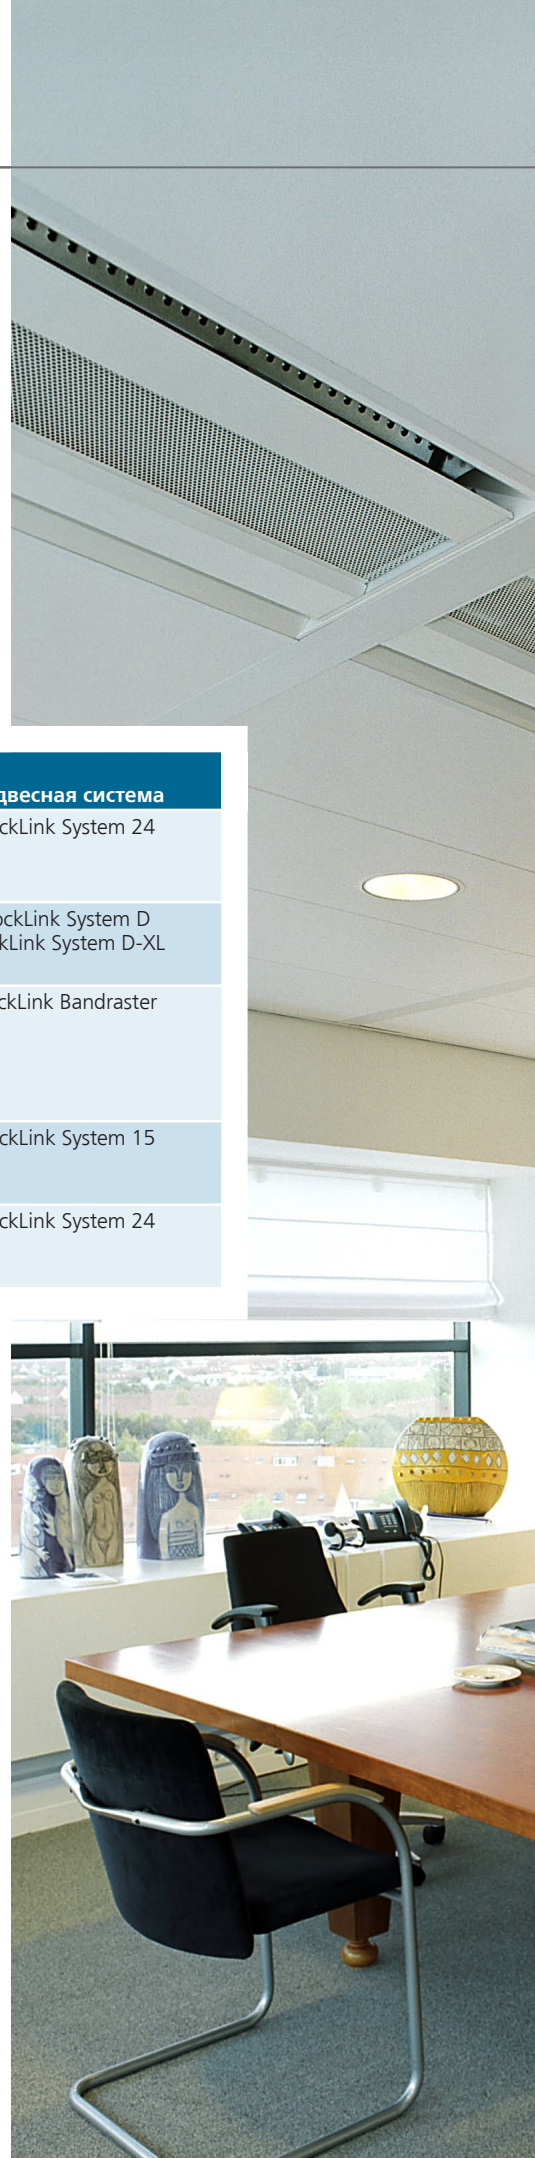 двесная система
ckLink System 24
ockLink System D
kLink System D-XL
ckLink Bandraster
ckLink System 15
ckLink System 24